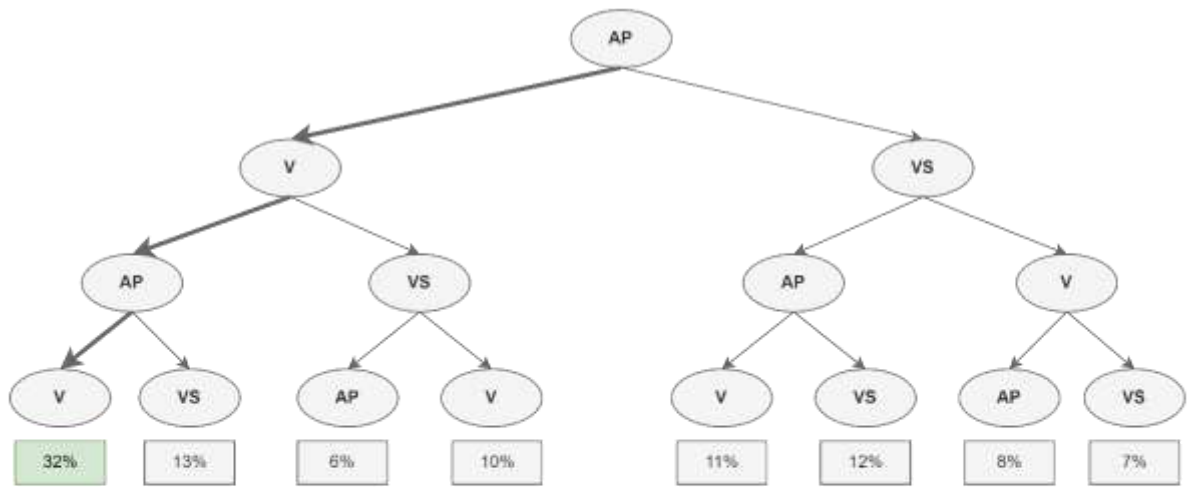 AP
V VS
AP VS AP V
V VS AP V V VS AP VS
32% 13% 6% 10% 11% 12% 8% 7%